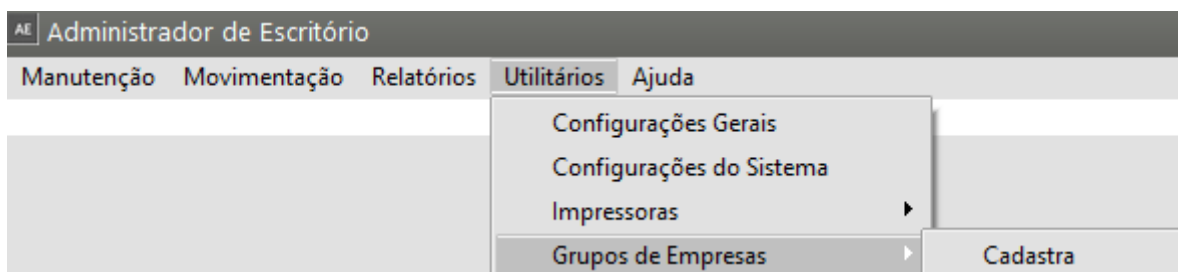 AE Administrador de Escritório
Manutenção Movimentação Relatórios Utilitários Ajuda
Configurações Gerais
Configurações do Sistema
Impressoras
Grupos de Empresas Cadastra